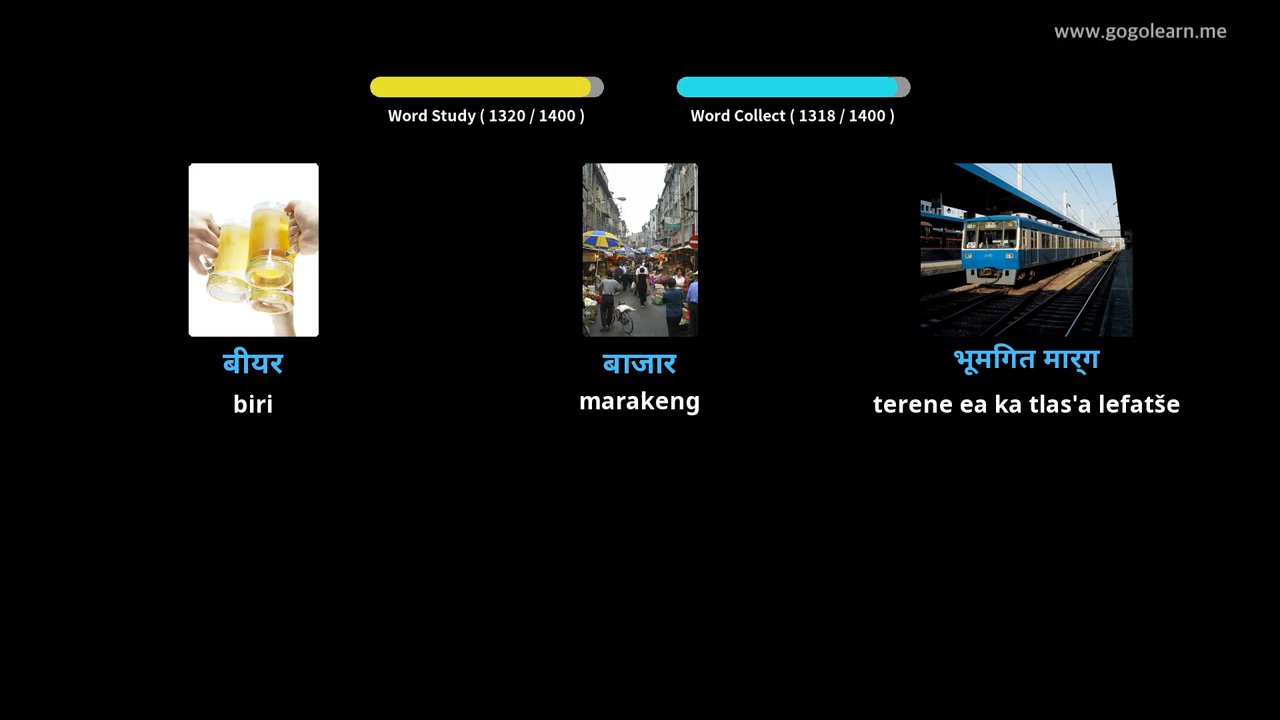 www.gogolearn.me
Word Study ( 1320 / 1400 )
Word Collect ( 1318 / 1400 )
बीयर
बाजार
भूमगित मार्ग
biri
marakeng
terene ea ka tlas'a lefatše